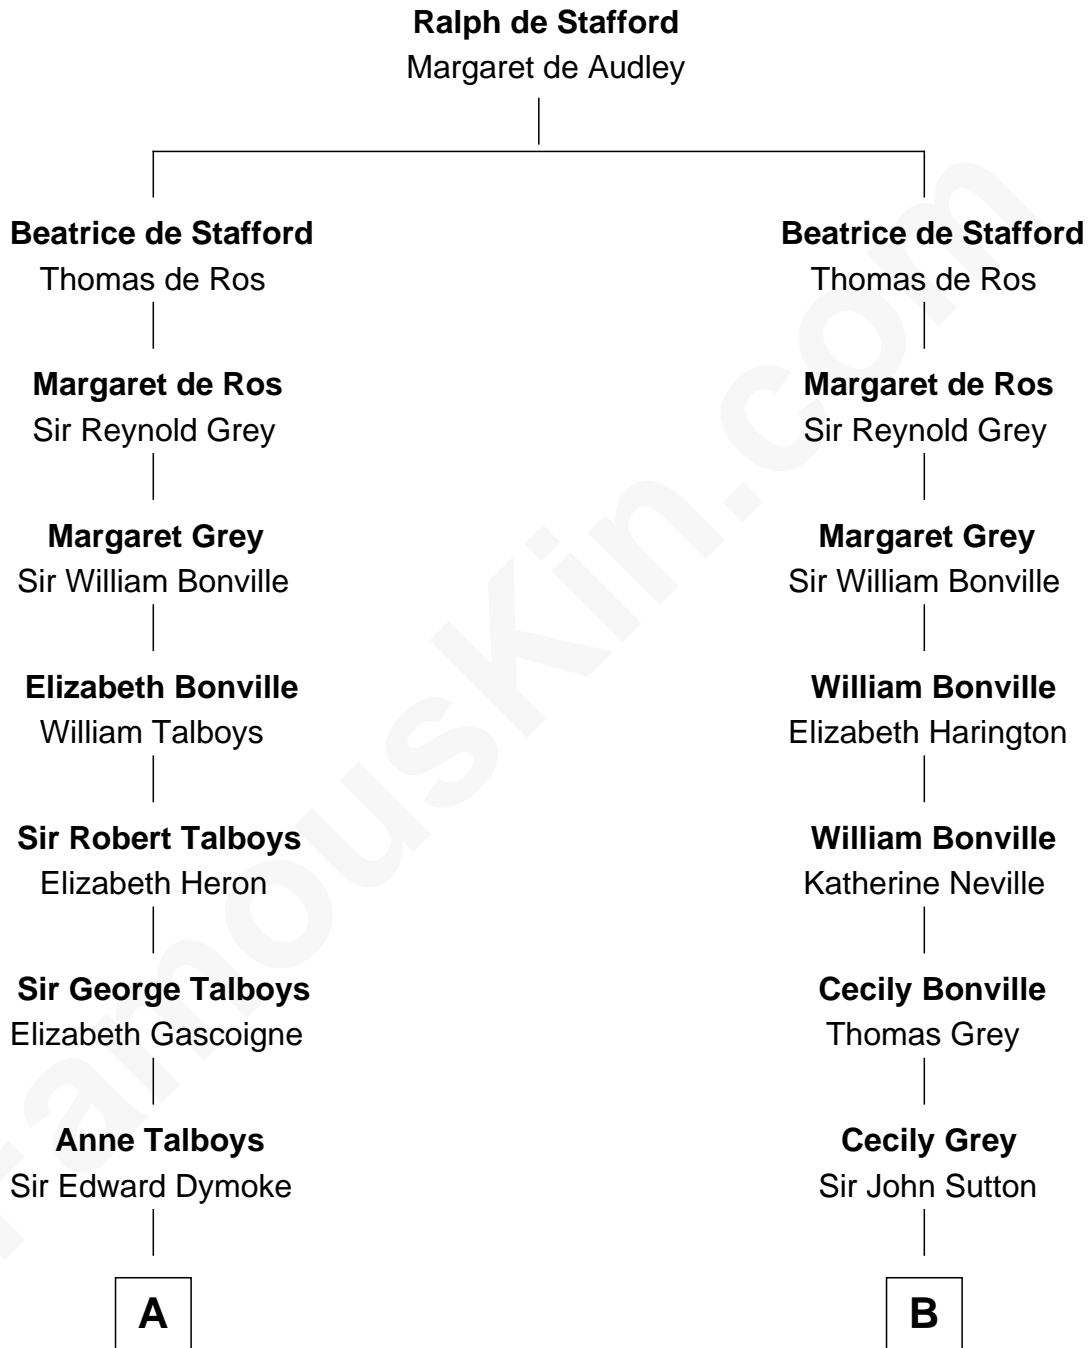 Ralph de Stafford
Margaret de Audley
Beatrice de Stafford
Thomas de Ros
Beatrice de Stafford
Thomas de Ros
Margaret de Ros
Sir Reynold Grey
Margaret de Ros
Sir Reynold Grey
Margaret Grey
Sir William Bonville
Margaret Grey
Sir William Bonville
Elizabeth Bonville
William Talboys
William Bonville
Elizabeth Harington
Sir Robert Talboys
Elizabeth Heron
William Bonville
Katherine Neville
Sir George Talboys
Elizabeth Gascoigne
Cecily Bonville
Thomas Grey
Anne Talboys
Sir Edward Dymoke
Cecily Grey
Sir John Sutton
A
B
FamousKin.com